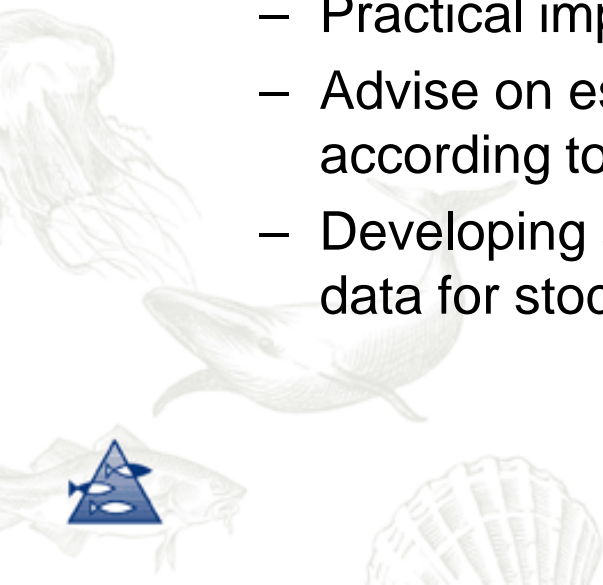 – Practical imp
– Advise on es
according to
– Developing
data for stoc